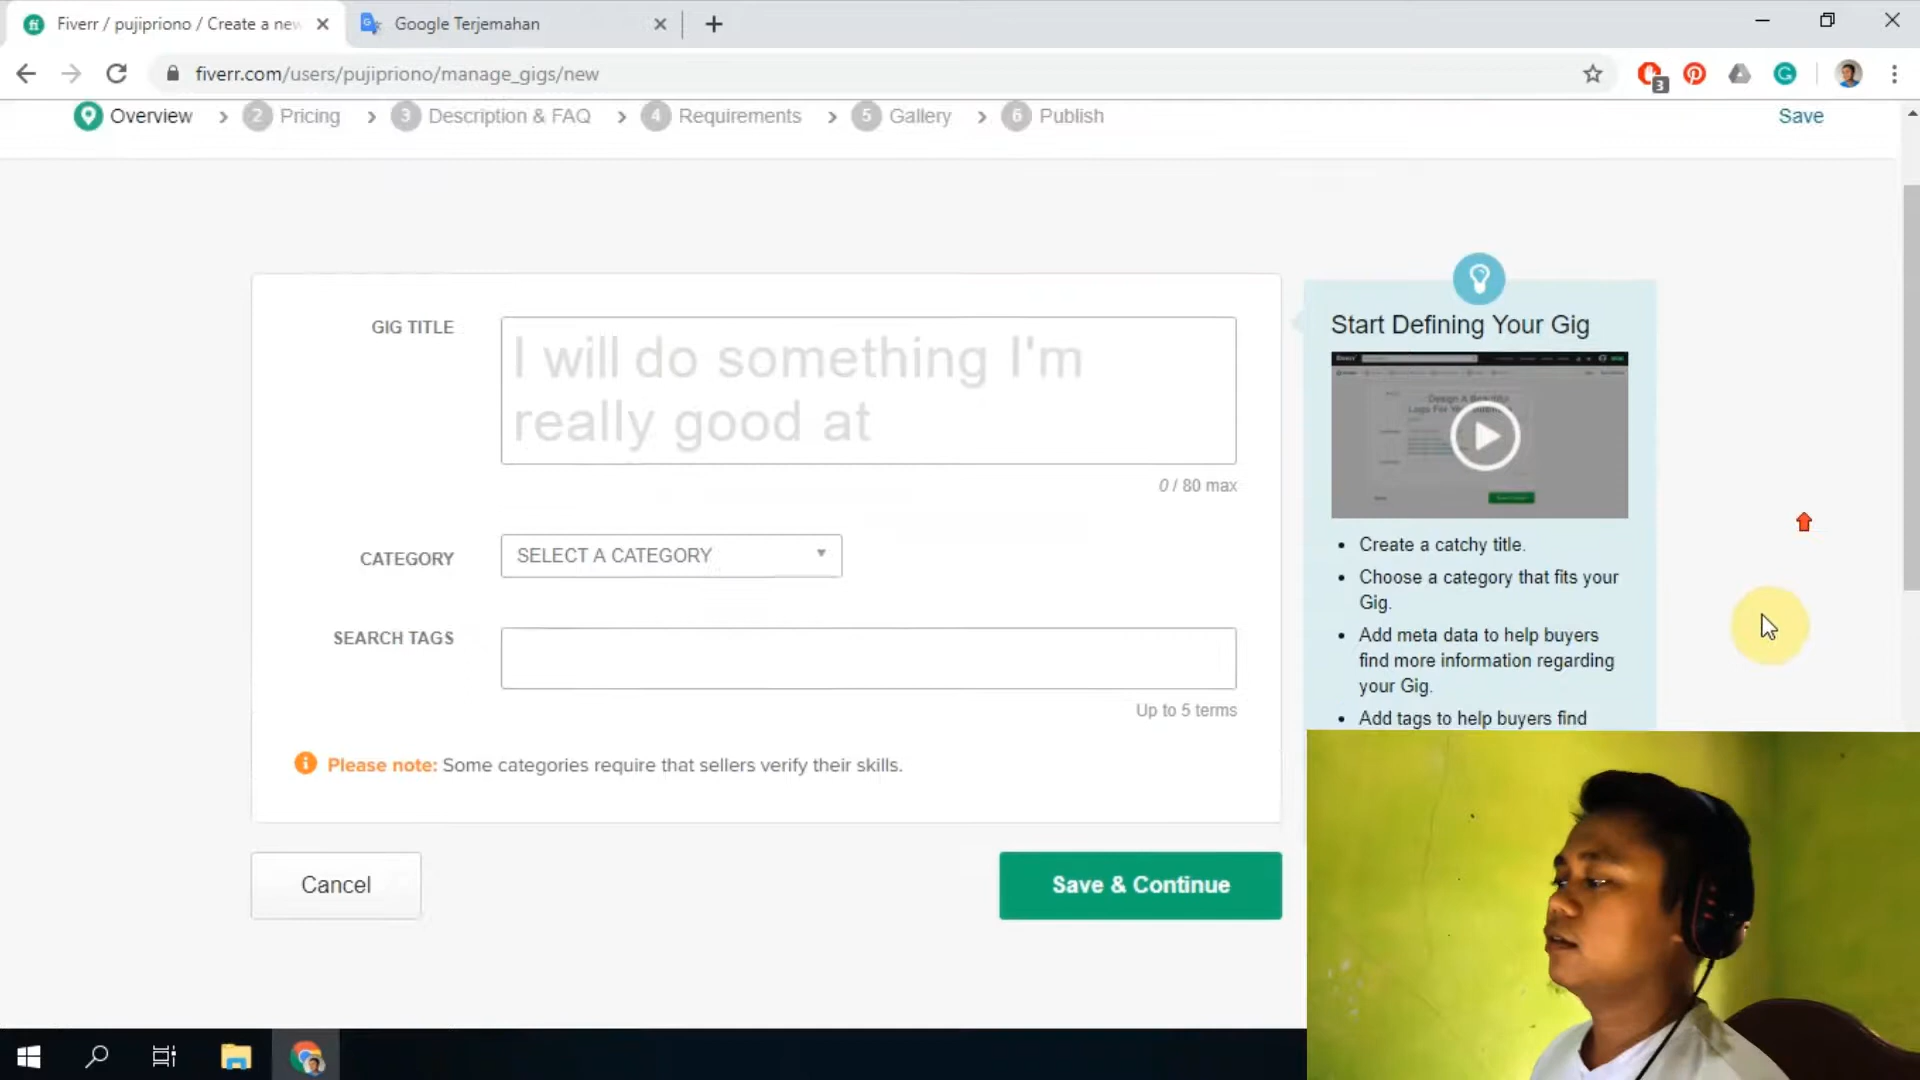 Fiverr / pujipriono / Create a new
Google Terjemahan
fiverr.com/users/pujipriono/manage_gigs/new
3
Overview
2 Pricing
3 Description & FAQ
4 Requirements
5 Gallery
6 Publish
Save
GIG TITLE
I will do something I'm
really good at
0 / 80 max
CATEGORY
SELECT A CATEGORY
SEARCH TAGS
Up to 5 terms
Please note: Some categories require that sellers verify their skills.
Cancel
Save & Continue
Start Defining Your Gig
Create a catchy title.
Choose a category that fits your
Gig.
Add meta data to help buyers
find more information regarding
your Gig.
Add tags to help buyers find